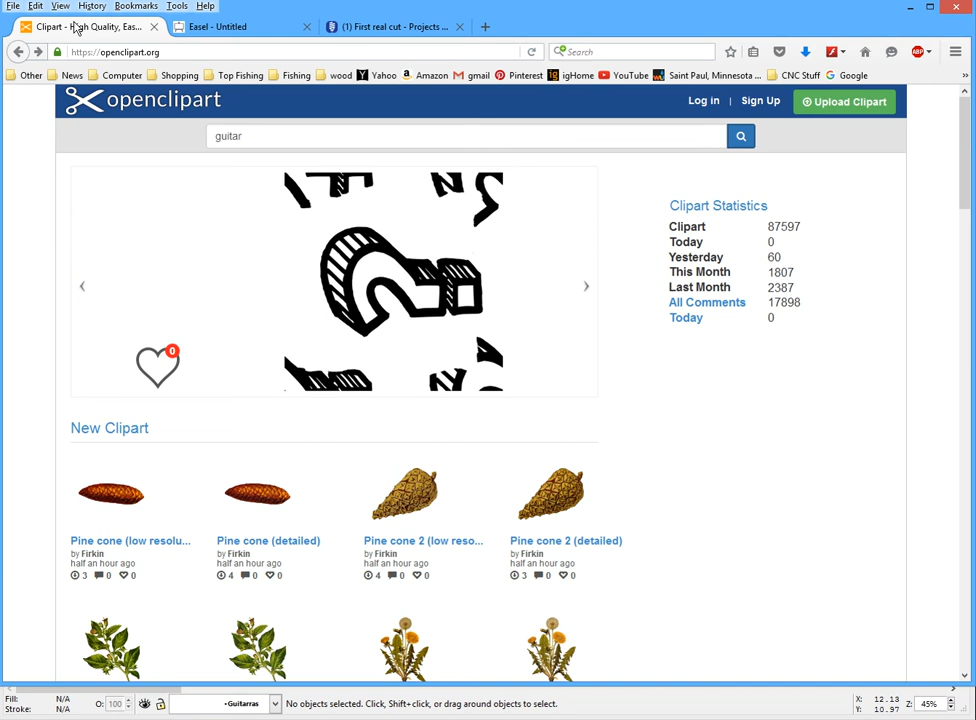 File Edit View History Bookmarks Tools Help
Clipart - High Quality, Eas... Easel - Untitled (1) First real cut - Projects ...
https://openclipart.org Search
Other News Computer Shopping Top Fishing Fishing wood Yahoo Amazon gmail Pinterest igHome YouTube Saint Paul, Minnesota ... CNC Stuff Google
openclipart Log in | Sign Up Upload Clipart
guitar
Clipart Statistics
Clipart 87597
Today 0
Yesterday 60
This Month 1807
Last Month 2387
All Comments 17898
Today 0
0
New Clipart
Pine cone (low resolu... Pine cone (detailed) Pine cone 2 (low reso... Pine cone 2 (detailed)
by Firkin by Firkin by Firkin by Firkin
half an hour ago half an hour ago half an hour ago half an hour ago
3 0 0 4 0 0 4 0 0 3 0 0
Fill: N/A
Stroke: N/A O: 100 •Guitarras No objects selected. Click, Shift+click, or drag around objects to select. X: 12.13
Y: 10.97 Z: 45%